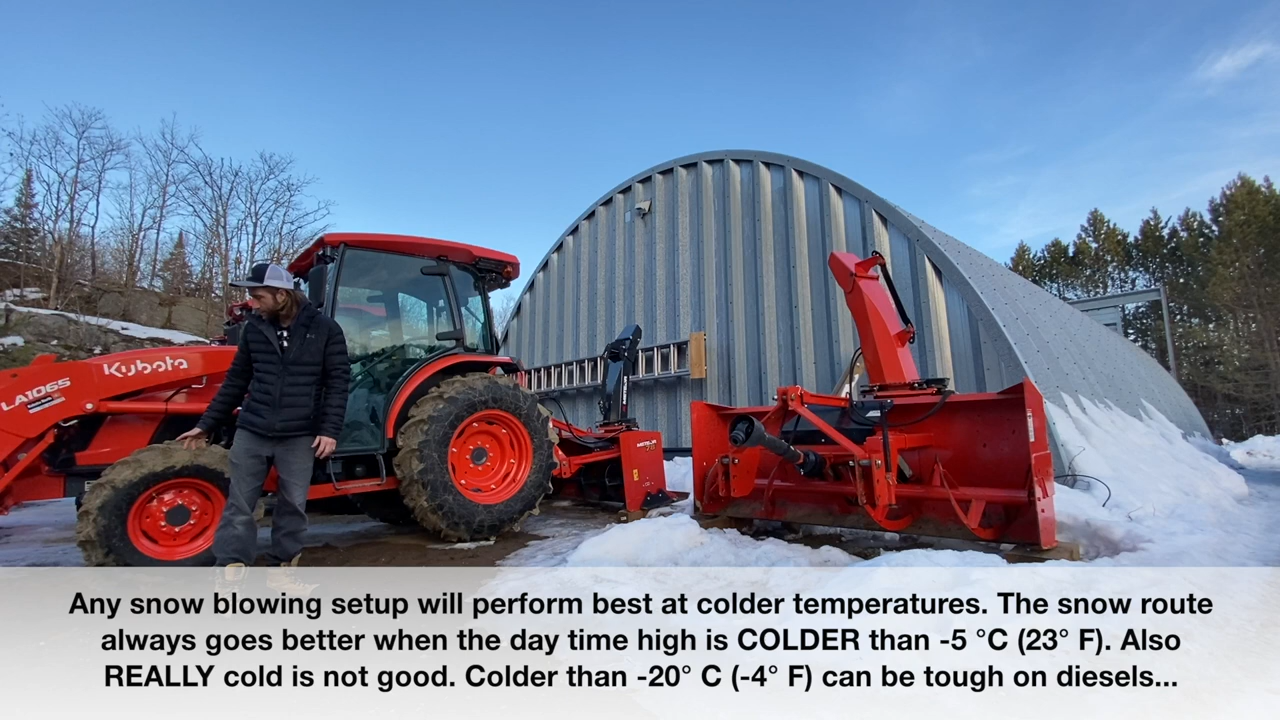 Kubota
LA1065
METEOR
Any snow blowing setup will perform best at colder temperatures. The snow route
always goes better when the day time high is COLDER than -5 °C (23° F). Also
REALLY cold is not good. Colder than -20° C (-4° F) can be tough on diesels...